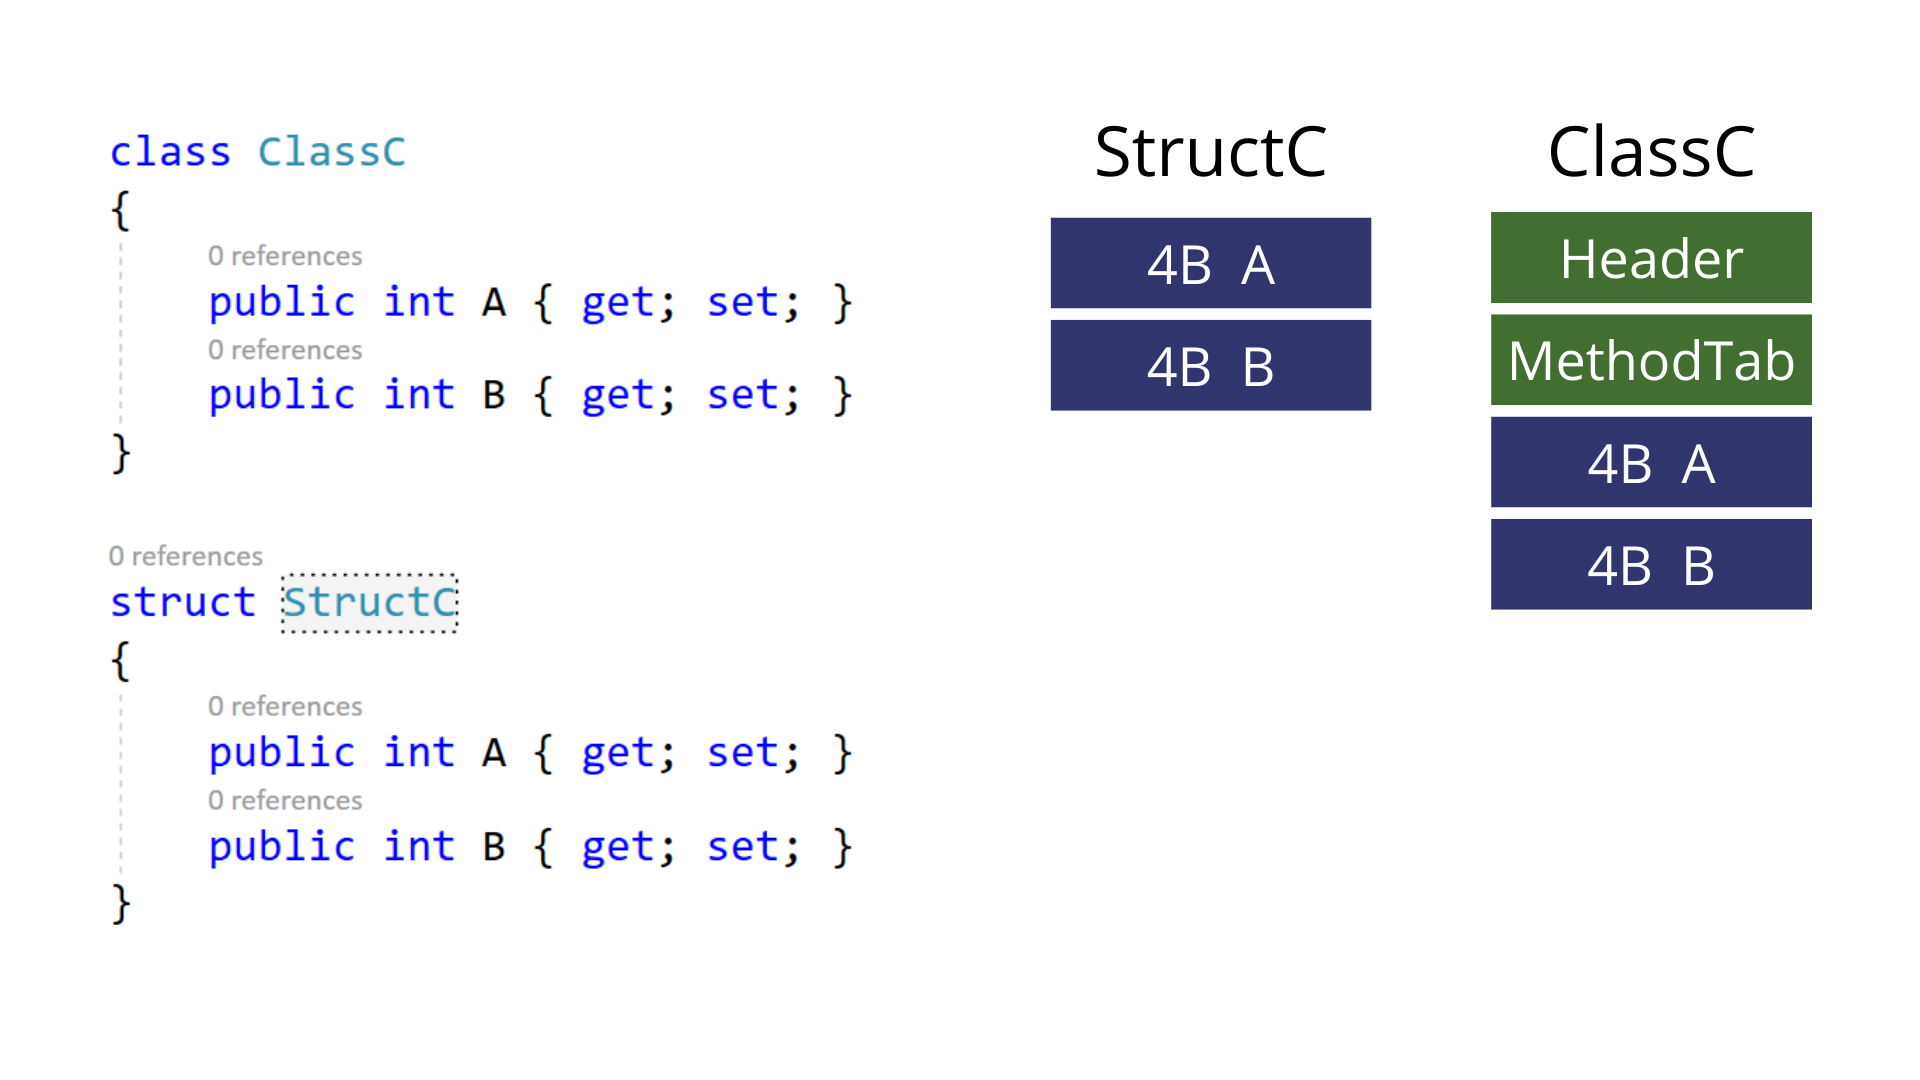 class ClassC
{
0 references
public int A { get; set; }
0 references
public int B { get; set; }
}
0 references
struct StructC
{
0 references
public int A { get; set; }
0 references
public int B { get; set; }
}
StructC
4B A
4B B
ClassC
Header
MethodTab
4B A
4B B